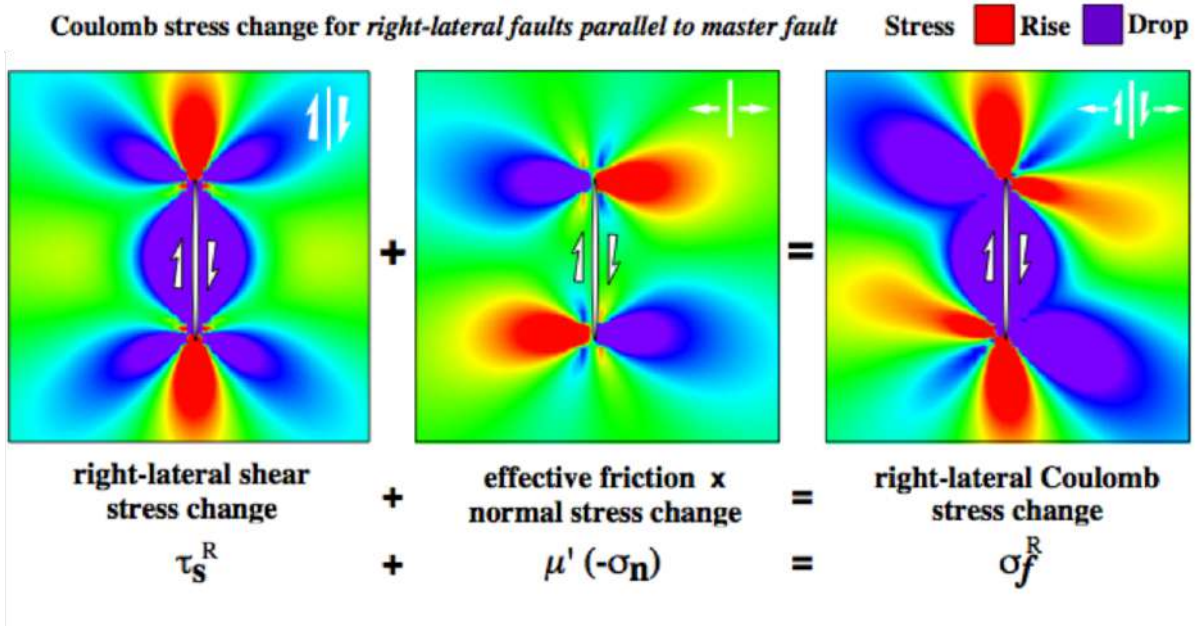 Coulomb stress change for right-lateral faults parallel to master fault Stress Rise Drop
+ =
right-lateral shear stress change + effective friction x normal stress change = right-lateral Coulomb stress change
τsᴿ + μ' (-σn) = σfᴿ